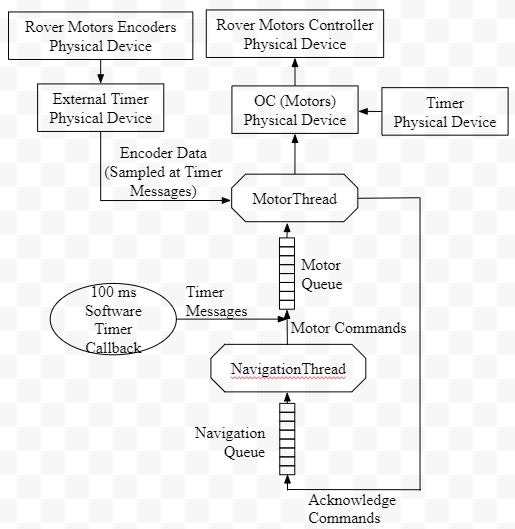 Rover Motors Encoders
Physical Device
Rover Motors Controller
Physical Device
External Timer
Physical Device
OC (Motors)
Physical Device
Timer
Physical Device
Encoder Data
(Sampled at Timer
Messages)
MotorThread
Motor
Queue
100 ms
Software
Timer
Callback
Timer
Messages
Motor Commands
NavigationThread
Navigation
Queue
Acknowledge
Commands